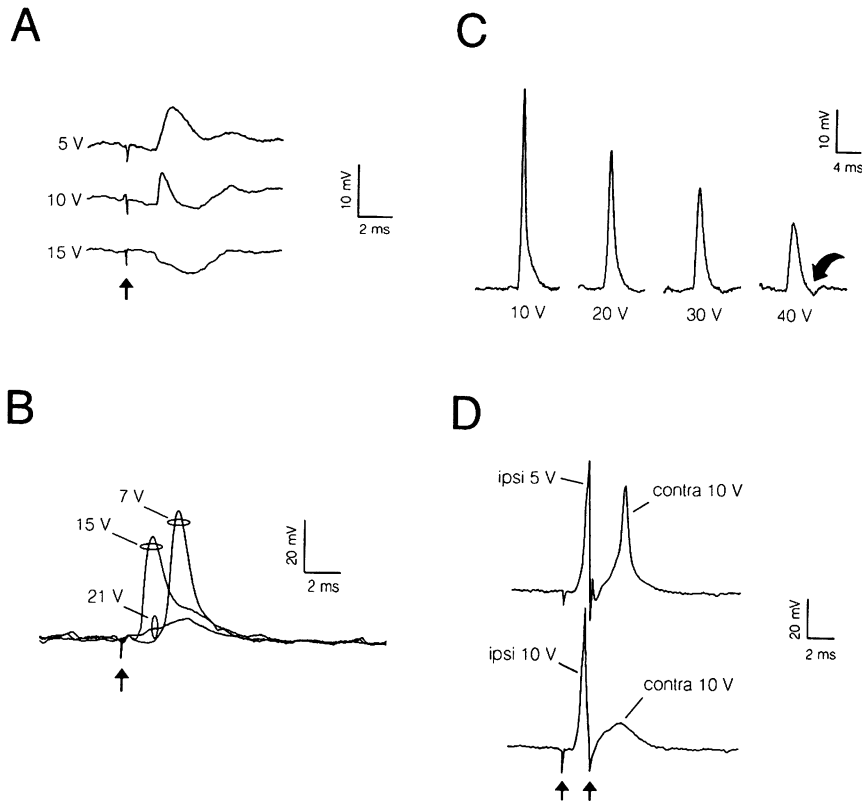 A
5 V
10 V
15 V
10 mV
2 ms
C
10 mV
4 ms
10 V
20 V
30 V
40 V
B
7 V
15 V
21 V
20 mV
2 ms
D
ipsi 5 V
contra 10 V
20 mV
2 ms
ipsi 10 V
contra 10 V